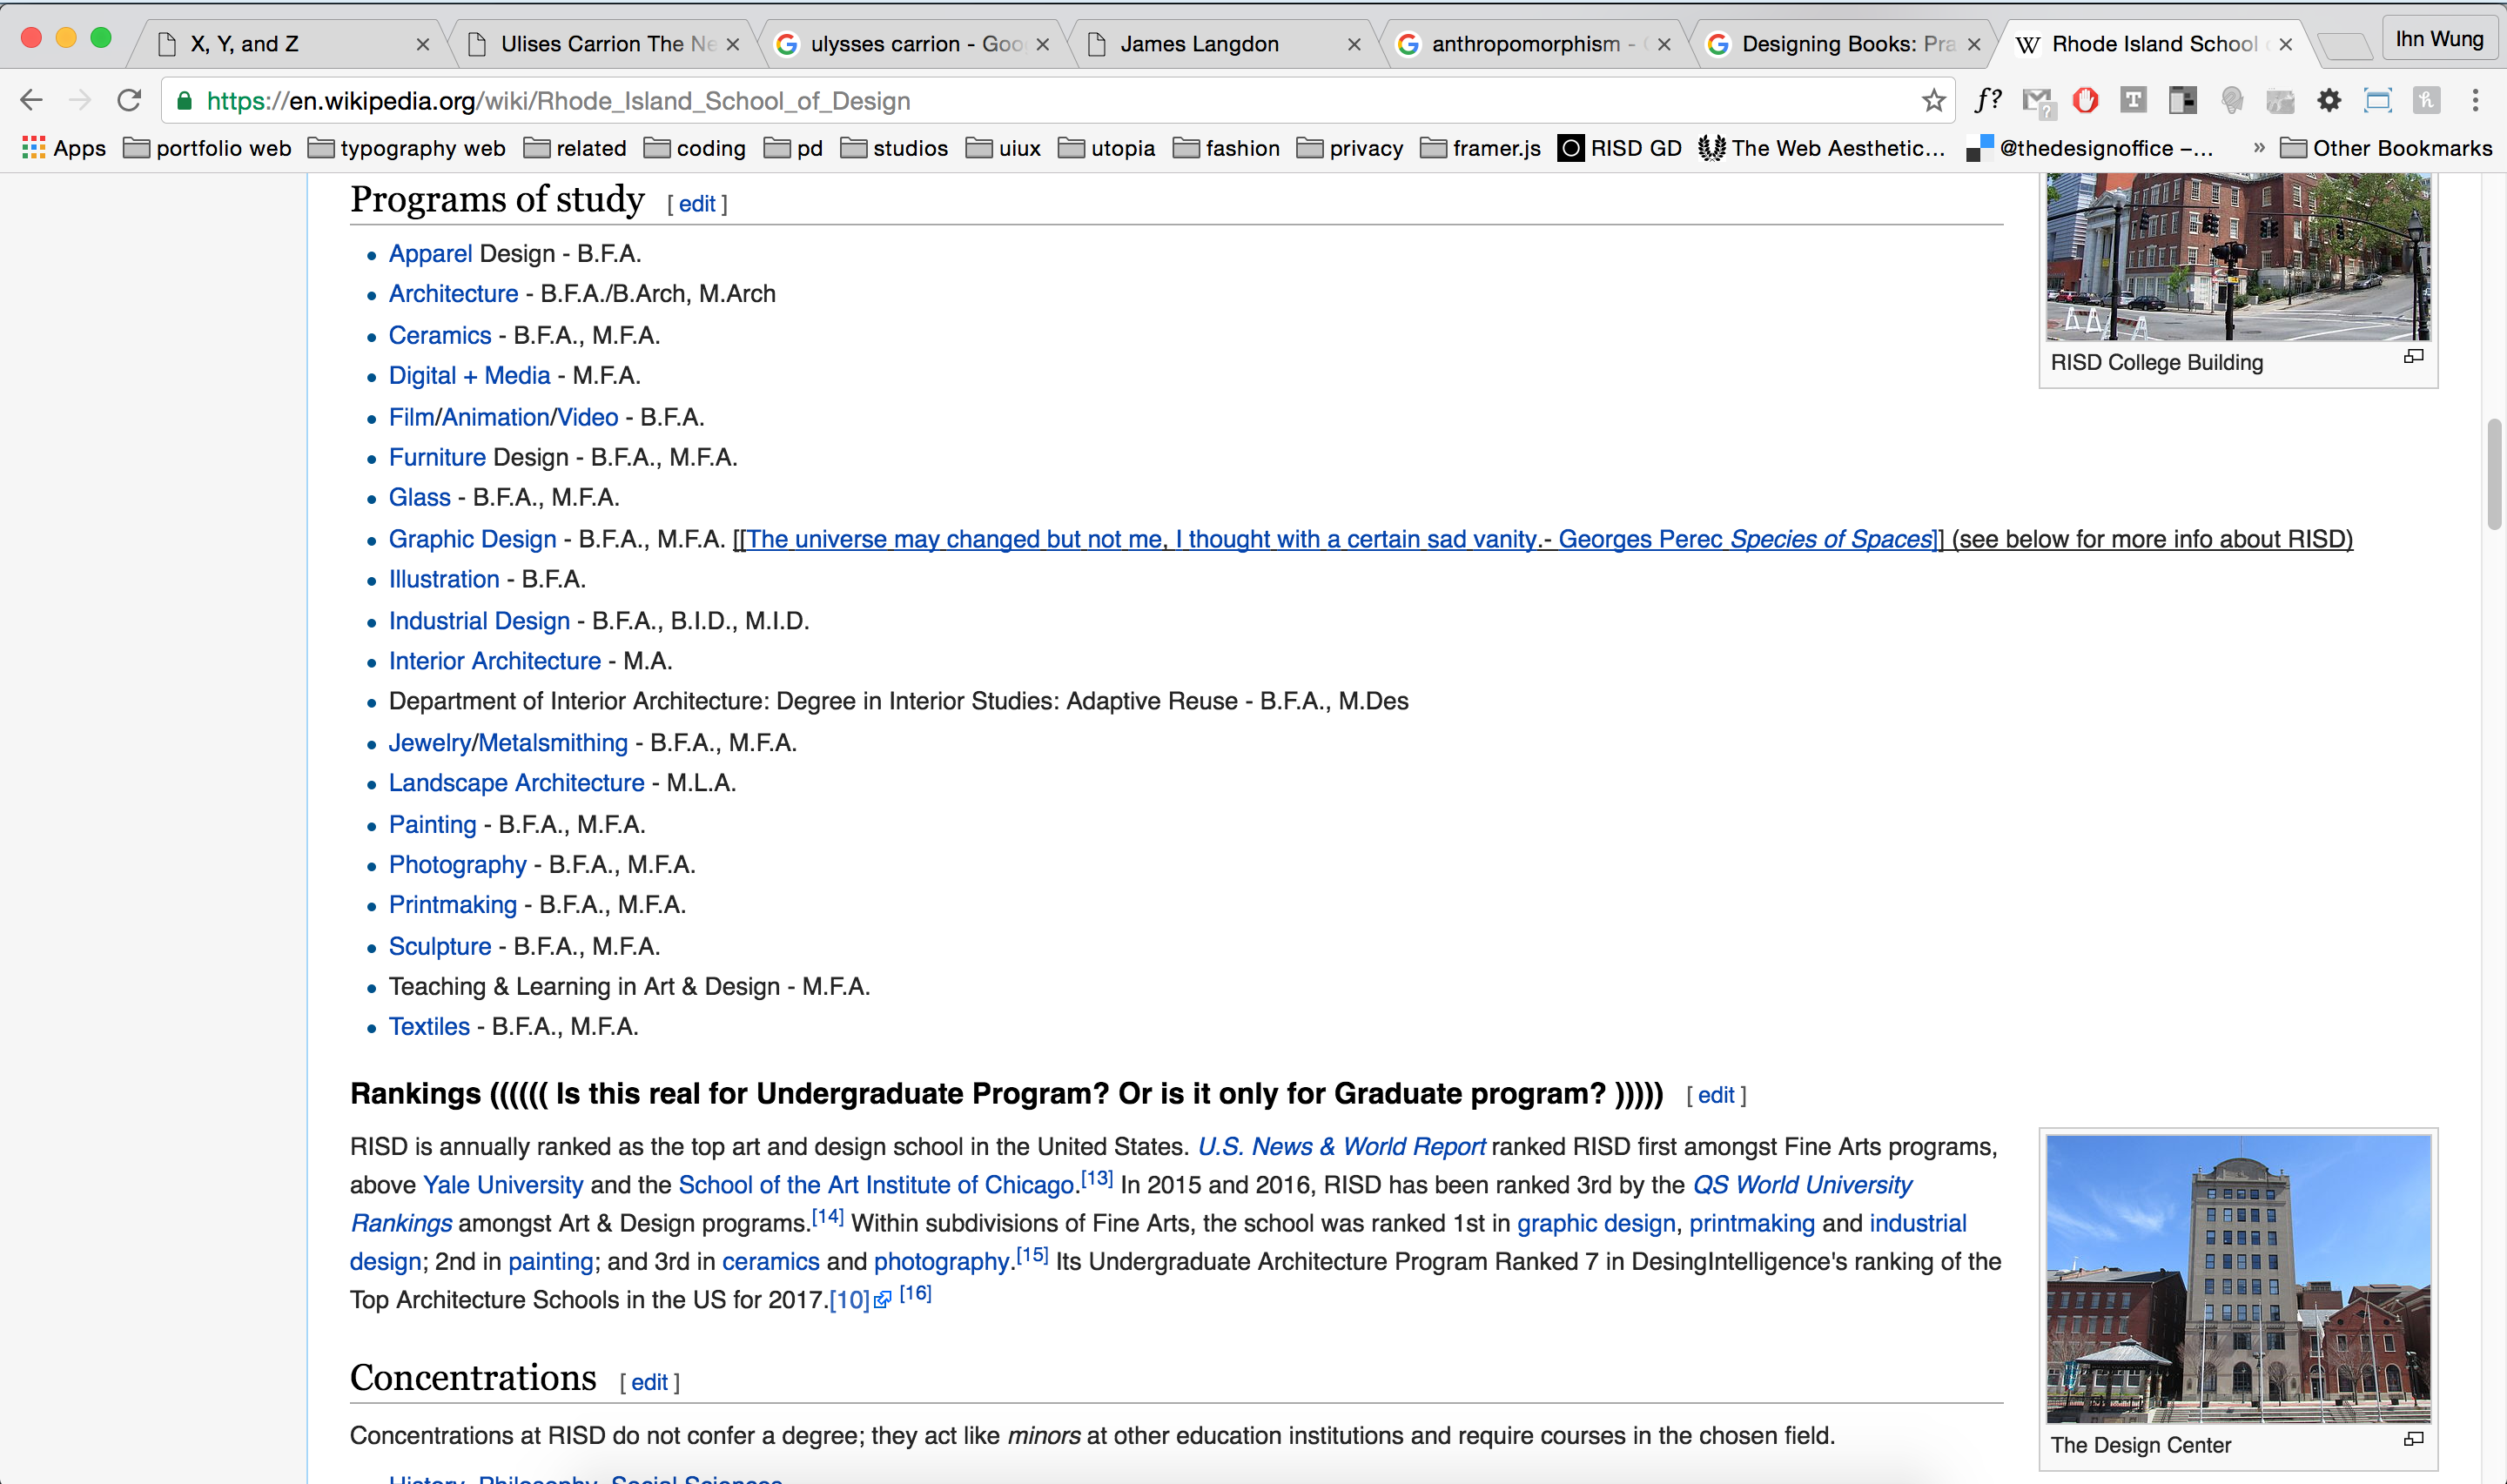 X, Y, and Z
Ulises Carrion The Ne
ulysses carrion - Goo
James Langdon
anthropomorphism -
Designing Books: Pra
Rhode Island School
Ihn Wung
https://en.wikipedia.org/wiki/Rhode_Island_School_of_Design
Apps portfolio web typography web related coding pd studios uiux utopia fashion privacy framer.js RISD GD The Web Aesthetic... @thedesignoffice –... » Other Bookmarks
Programs of study [ edit ]
Apparel Design - B.F.A.
Architecture - B.F.A./B.Arch, M.Arch
Ceramics - B.F.A., M.F.A.
Digital + Media - M.F.A.
Film/Animation/Video - B.F.A.
Furniture Design - B.F.A., M.F.A.
Glass - B.F.A., M.F.A.
Graphic Design - B.F.A., M.F.A. [[The universe may changed but not me, I thought with a certain sad vanity.- Georges Perec Species of Spaces]] (see below for more info about RISD)
Illustration - B.F.A.
Industrial Design - B.F.A., B.I.D., M.I.D.
Interior Architecture - M.A.
Department of Interior Architecture: Degree in Interior Studies: Adaptive Reuse - B.F.A., M.Des
Jewelry/Metalsmithing - B.F.A., M.F.A.
Landscape Architecture - M.L.A.
Painting - B.F.A., M.F.A.
Photography - B.F.A., M.F.A.
Printmaking - B.F.A., M.F.A.
Sculpture - B.F.A., M.F.A.
Teaching & Learning in Art & Design - M.F.A.
Textiles - B.F.A., M.F.A.
RISD College Building
Rankings (((((( Is this real for Undergraduate Program? Or is it only for Graduate program? ))))) [ edit ]
RISD is annually ranked as the top art and design school in the United States. U.S. News & World Report ranked RISD first amongst Fine Arts programs,
above Yale University and the School of the Art Institute of Chicago.[13] In 2015 and 2016, RISD has been ranked 3rd by the QS World University
Rankings amongst Art & Design programs.[14] Within subdivisions of Fine Arts, the school was ranked 1st in graphic design, printmaking and industrial
design; 2nd in painting; and 3rd in ceramics and photography.[15] Its Undergraduate Architecture Program Ranked 7 in DesingIntelligence's ranking of the
Top Architecture Schools in the US for 2017.[10] [16]
Concentrations [ edit ]
Concentrations at RISD do not confer a degree; they act like minors at other education institutions and require courses in the chosen field.
History, Philosophy, Social Sciences
The Design Center